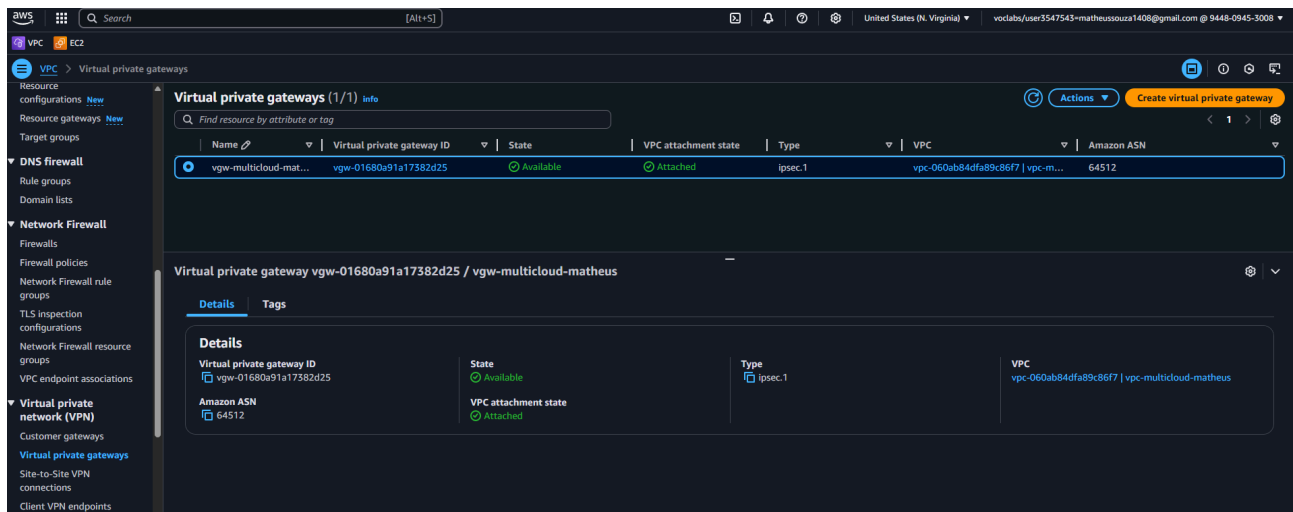 aws
Search [Alt+S] United States (N. Virginia) ▼ voclabs/user3547543=matheussouza1408@gmail.com @ 9448-0945-3008 ▼
VPC EC2
VPC > Virtual private gateways
Resource
configurations New
Resource gateways New
Target groups
DNS firewall
Rule groups
Domain lists
Network Firewall
Firewalls
Firewall policies
Network Firewall rule
groups
TLS inspection
configurations
Network Firewall resource
groups
VPC endpoint associations
Virtual private
network (VPN)
Customer gateways
Virtual private gateways
Site-to-Site VPN
connections
Client VPN endpoints
Virtual private gateways (1/1) Info
Actions ▼ Create virtual private gateway
Find resource by attribute or tag
< 1 >
Name Virtual private gateway ID State VPC attachment state Type VPC Amazon ASN
vgw-multicloud-mat... vgw-01680a91a17382d25 Available Attached ipsec.1 vpc-060ab84dfa89c86f7 | vpc-m... 64512
Virtual private gateway vgw-01680a91a17382d25 / vgw-multicloud-matheus
Details Tags
Details
Virtual private gateway ID State Type VPC
vgw-01680a91a17382d25 Available ipsec.1 vpc-060ab84dfa89c86f7 | vpc-multicloud-matheus
Amazon ASN VPC attachment state
64512 Attached